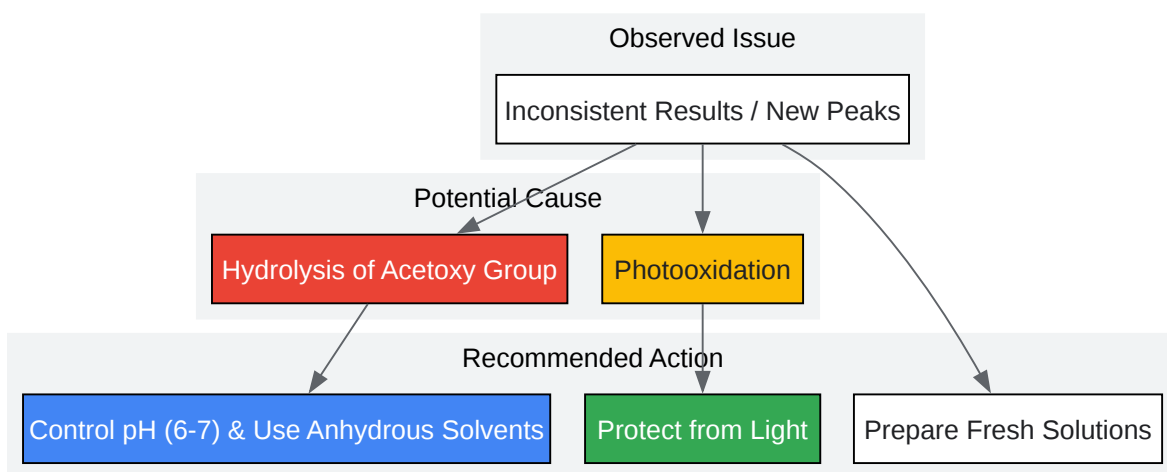 Observed Issue
Inconsistent Results / New Peaks
Potential Cause
Hydrolysis of Acetoxy Group
Photooxidation
Recommended Action
Control pH (6-7) & Use Anhydrous Solvents
Protect from Light
Prepare Fresh Solutions